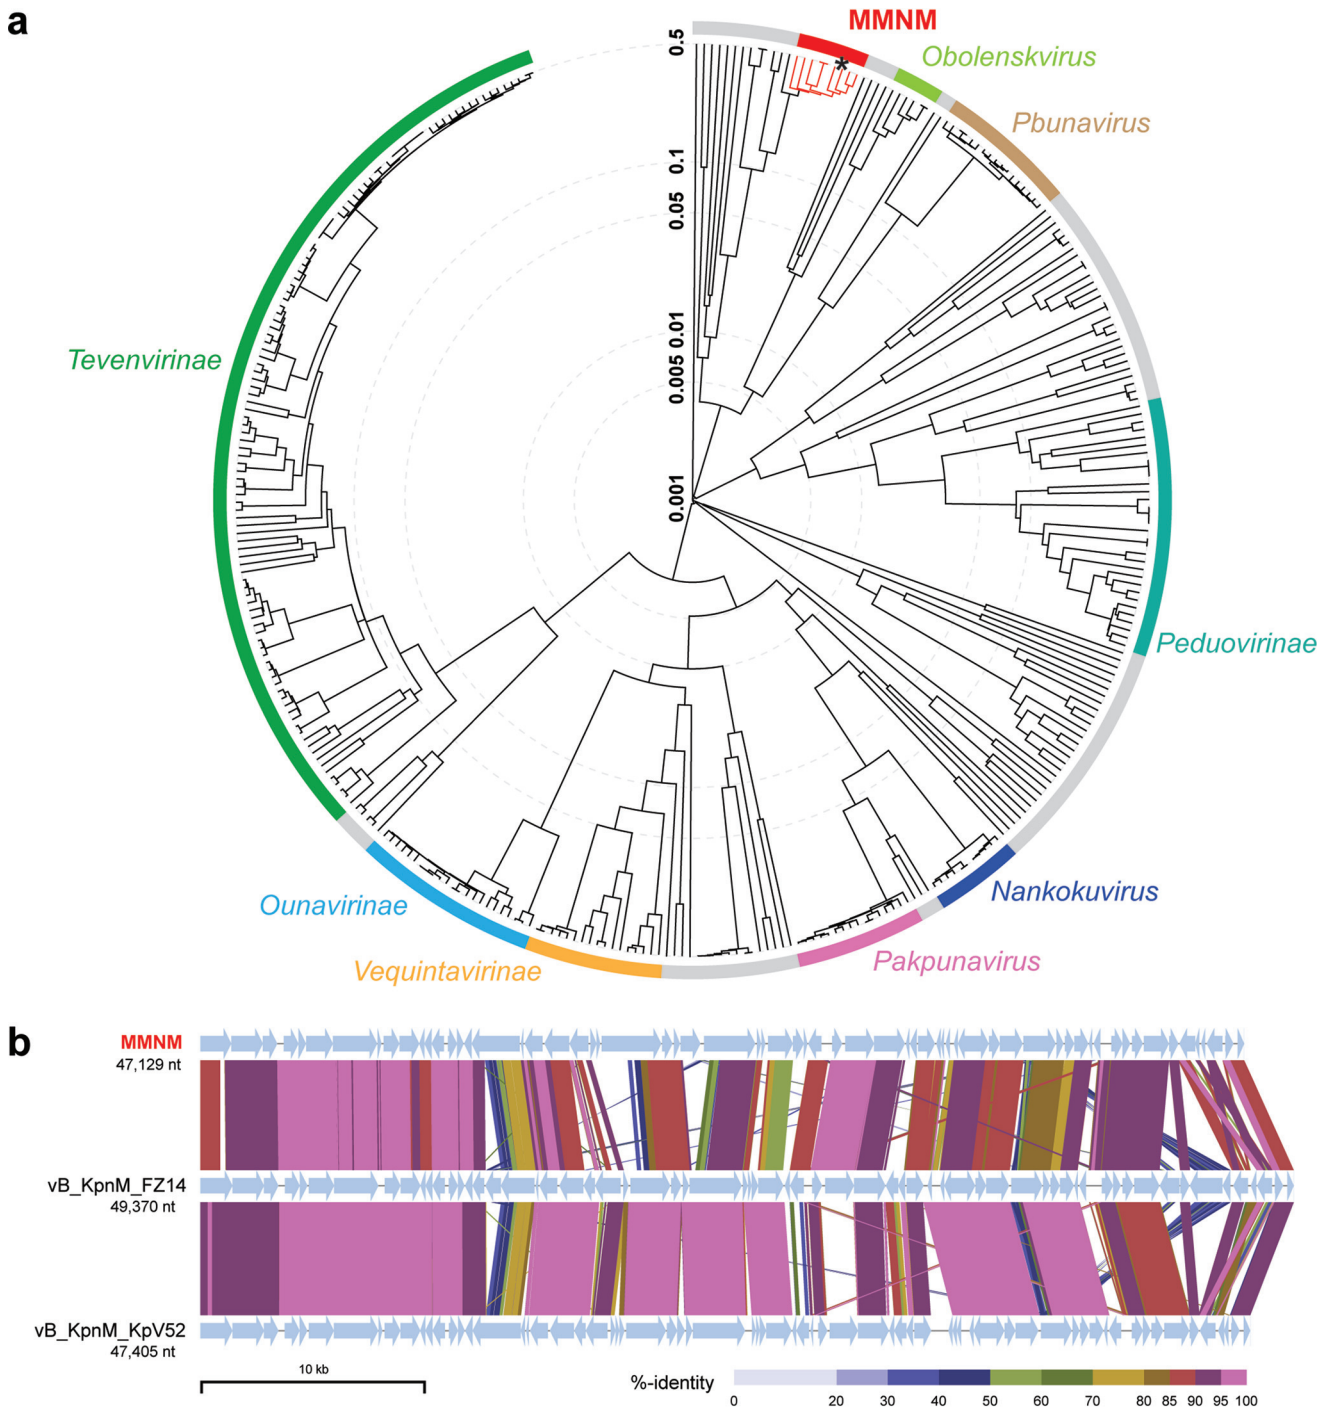 a
MMNM
Obolenskvirus
Pbunavirus
*
0.5
0.1
0.05
0.01
0.005
0.001
Tevenvirinae
Peduovirinae
Nankokuvirus
Ounavirinae
Pakpunavirus
Vequintavirinae
b
MMNM
47,129 nt
vB_KpnM_FZ14
49,370 nt
vB_KpnM_KpV52
47,405 nt
10 kb
%-identity
0 20 30 40 50 60 70 80 85 90 95 100